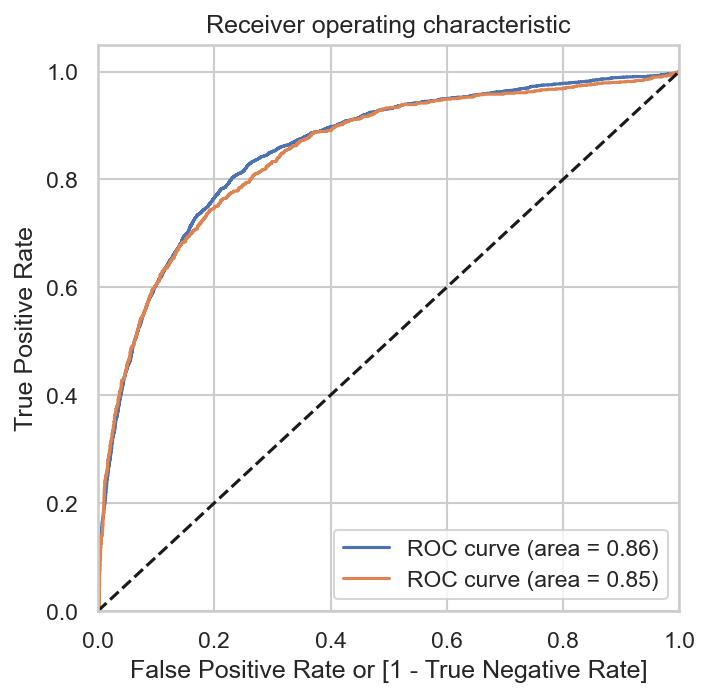 Receiver operating characteristic
True Positive Rate
1.0
0.8
0.6
0.4
0.2
0.0
ROC curve (area = 0.86)
ROC curve (area = 0.85)
0.0 0.2 0.4 0.6 0.8 1.0
False Positive Rate or [1 - True Negative Rate]